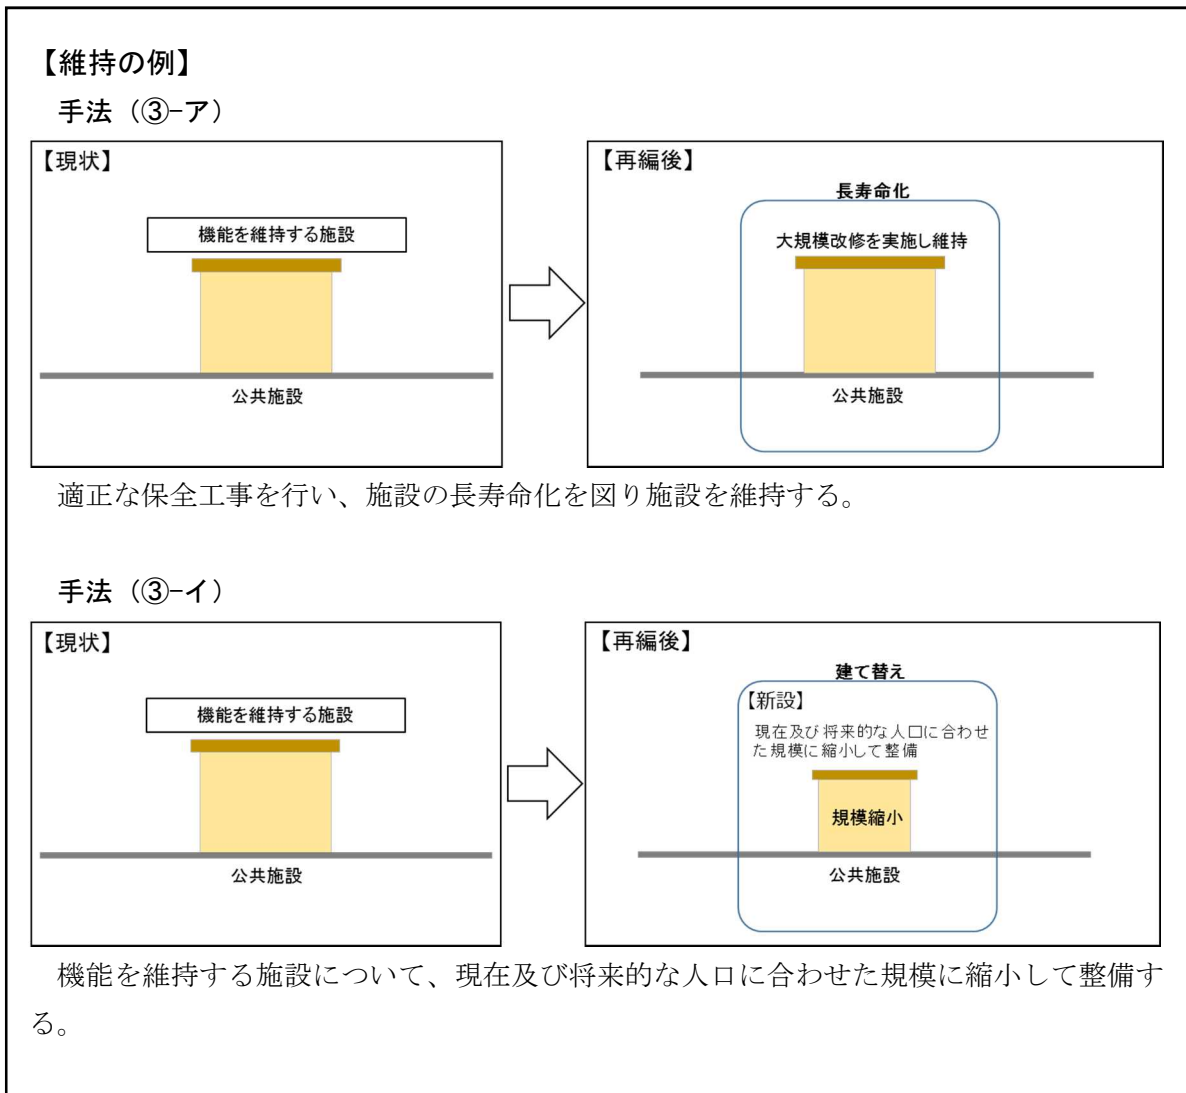 【維持の例】
手法（③-ア）
【現状】
機能を維持する施設
公共施設
【再編後】
長寿命化
大規模改修を実施し維持
公共施設
適正な保全工事を行い、施設の長寿命化を図り施設を維持する。
手法（③-イ）
【現状】
機能を維持する施設
公共施設
【再編後】
建て替え
【新設】
現在及び将来的な人口に合わせ
た規模に縮小して整備
規模縮小
公共施設
機能を維持する施設について、現在及び将来的な人口に合わせた規模に縮小して整備す
る。